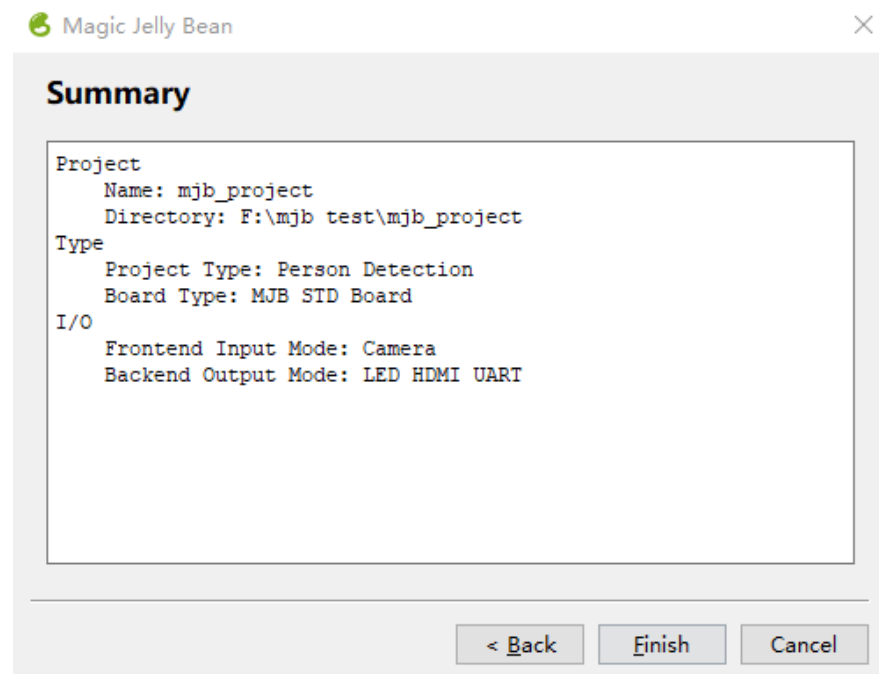 Magic Jelly Bean
Summary
Project
Name: mjb_project
Directory: F:\mjb test\mjb_project
Type
Project Type: Person Detection
Board Type: MJB STD Board
I/O
Frontend Input Mode: Camera
Backend Output Mode: LED HDMI UART
< Back Finish Cancel